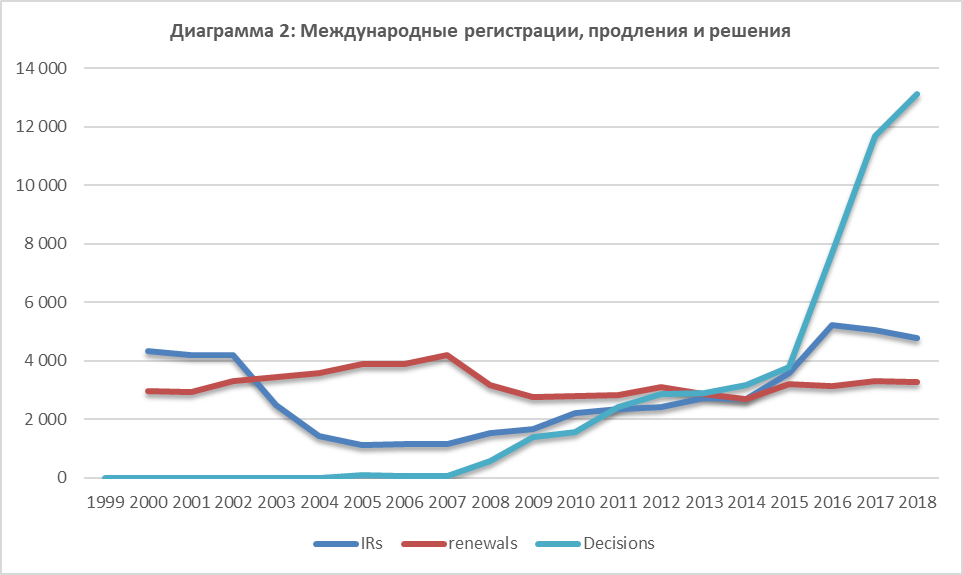 Диаграмма 2: Международные регистрации, продления и решения
14 000
12 000
10 000
8 000
6 000
4 000
2 000
0
1999 2000 2001 2002 2003 2004 2005 2006 2007 2008 2009 2010 2011 2012 2013 2014 2015 2016 2017 2018
IRs renewals Decisions